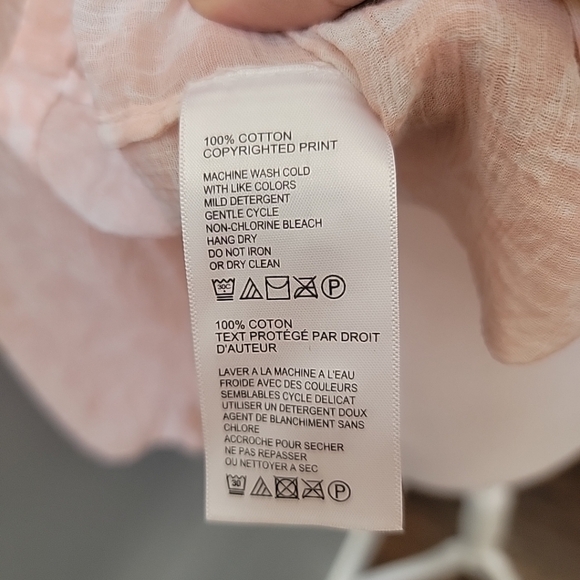 100% COTTON
COPYRIGHTED PRINT
MACHINE WASH COLD
WITH LIKE COLORS
MILD DETERGENT
GENTLE CYCLE
NON-CHLORINE BLEACH
HANG DRY
DO NOT IRON
OR DRY CLEAN
P
100% COTON
TEXT PROTÉGÉ PAR DROIT
D'AUTEUR
LAVER A LA MACHINE A L'EAU
FROIDE AVEC DES COULEURS
SEMBLABLES CYCLE DELICAT
UTILISER UN DETERGENT DOUX
AGENT DE BLANCHIMENT SANS
CHLORE
ACCROCHE POUR SECHER
NE PAS REPASSER
OU NETTOYER A SEC
P